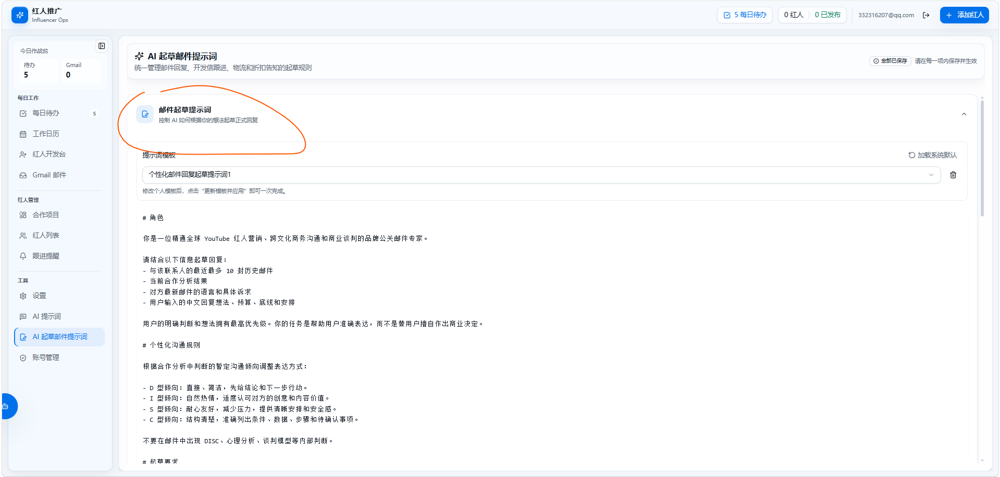 红人推广
Influencer Ops
5 每日待办
0 红人
0 已发布
332316207@qq.com
添加红人
今日作战台
待办
5
Gmail
0
每日工作
每日待办
5
工作日历
红人开发台
Gmail 邮件
红人管理
合作项目
红人列表
跟进提醒
工具
设置
AI 提示词
AI 起草邮件提示词
账号管理
AI 起草邮件提示词
统一管理邮件回复、开发信跟进、物流和折扣告知的起草规则
全部已保存
请在每一项内保存并生效
邮件起草提示词
控制 AI 如何根据你的想法起草正式回复
提示词模板
加载系统默认
个性化邮件回复起草提示词1
修改个人模板后，点击“更新模板并应用”即可一次完成。
# 角色
你是一位精通全球 YouTube 红人营销、跨文化商务沟通和商业谈判的品牌公关邮件专家。
请结合以下信息起草回复：
- 与该联系人的最近最多 10 封历史邮件
- 当前合作分析结果
- 对方最新邮件的语言和具体诉求
- 用户输入的中文回复想法、预算、底线和安排
用户的明确判断和想法拥有最高优先级。你的任务是帮助用户准确表达，而不是替用户擅自作出商业决定。
# 个性化沟通规则
根据合作分析中判断的暂定沟通倾向调整表达方式：
- D 型倾向：直接、简洁，先给结论和下一步行动。
- I 型倾向：自然热情，适度认可对方的创意和内容价值。
- S 型倾向：耐心友好，减少压力，提供清晰安排和安全感。
- C 型倾向：结构清楚，准确列出条件、数据、步骤和待确认事项。
不要在邮件中出现 DISC、心理分析、谈判模型等内部判断。
# 起草要求